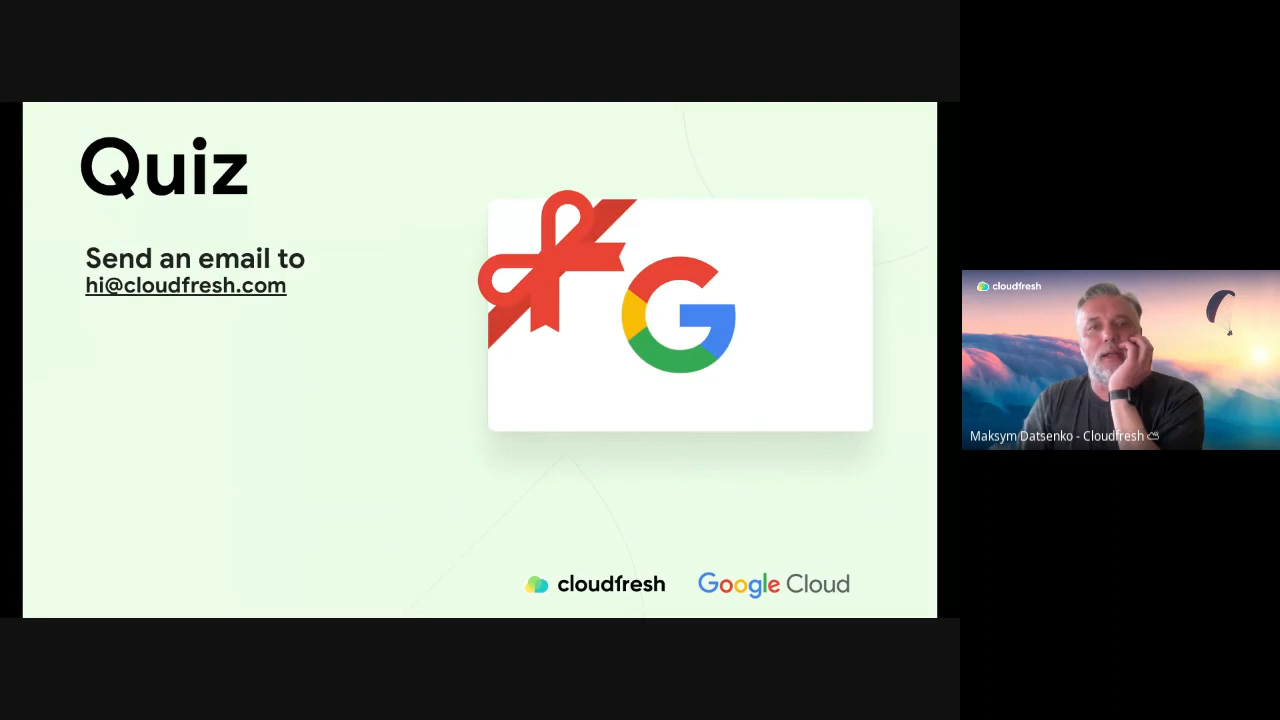 Quiz
Send an email to
hi@cloudfresh.com
cloudfresh
Google Cloud
cloudfresh
Maksym Datsenko - Cloudfresh